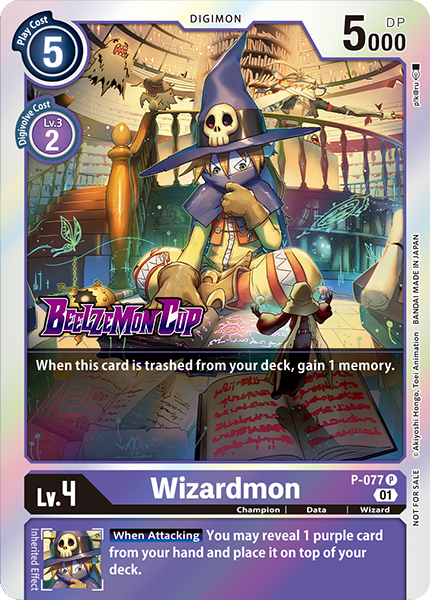 DIGIMON
Play Cost
5
DP
5000
Digivolve Cost
Lv.3
2
pik@ru
BEELZEMON CUP
When this card is trashed from your deck, gain 1 memory.
©Akiyoshi Hongo, Toei Animation BANDAI MADE IN JAPAN
NOT FOR SALE
Lv.4
Wizardmon
P-077 P
01
Champion | Data | Wizard
Inherited Effect
When Attacking You may reveal 1 purple card
from your hand and place it on top of your
deck.